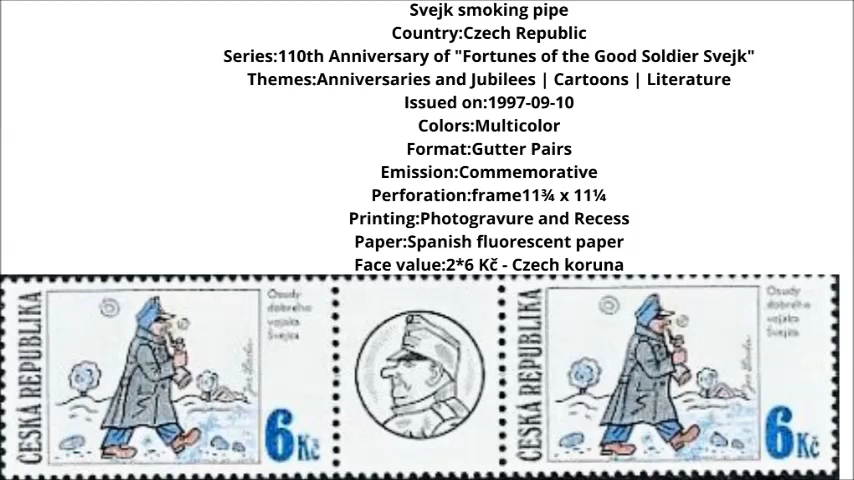 Svejk smoking pipe
Country:Czech Republic
Series:110th Anniversary of "Fortunes of the Good Soldier Svejk"
Themes:Anniversaries and Jubilees | Cartoons | Literature
Issued on:1997-09-10
Colors:Multicolor
Format:Gutter Pairs
Emission:Commemorative
Perforation:frame11¾ x 11¼
Printing:Photogravure and Recess
Paper:Spanish fluorescent paper
Face value:2*6 Kč - Czech koruna
ČESKÁ REPUBLIKA
Osudy
dobrého
vojáka
Švejka
6 Kč
ČESKÁ REPUBLIKA
Osudy
dobrého
vojáka
Švejka
6 Kč